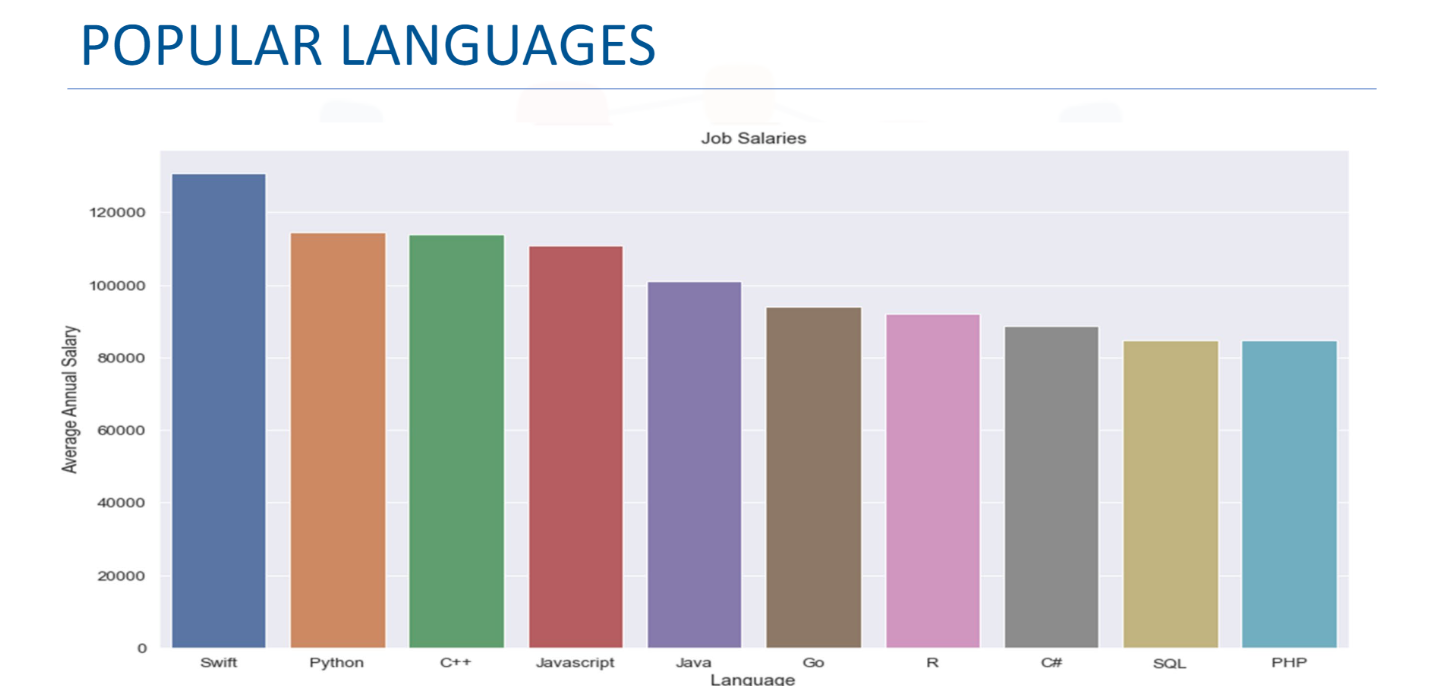 POPULAR LANGUAGES
Job Salaries
Average Annual Salary
120000
100000
80000
60000
40000
20000
0
Swift Python C++ Javascript Java Go R C# SQL PHP
Language